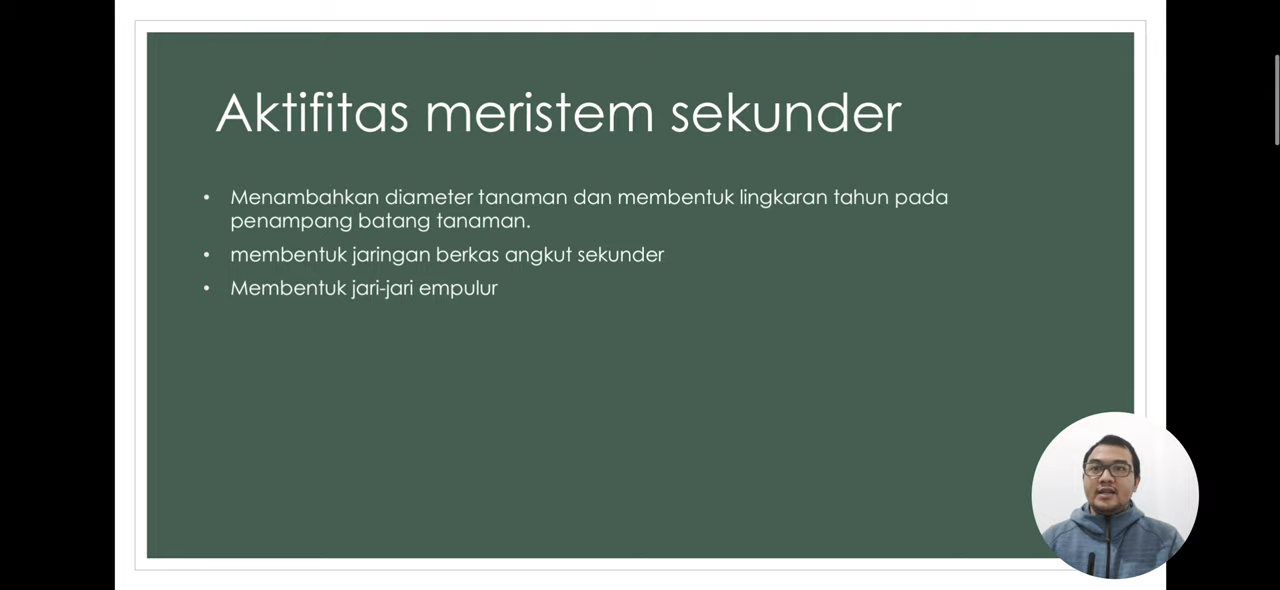 Aktifitas meristem sekunder
• Menambahkan diameter tanaman dan membentuk lingkaran tahun pada
penampang batang tanaman.
• membentuk jaringan berkas angkut sekunder
• Membentuk jari-jari empulur